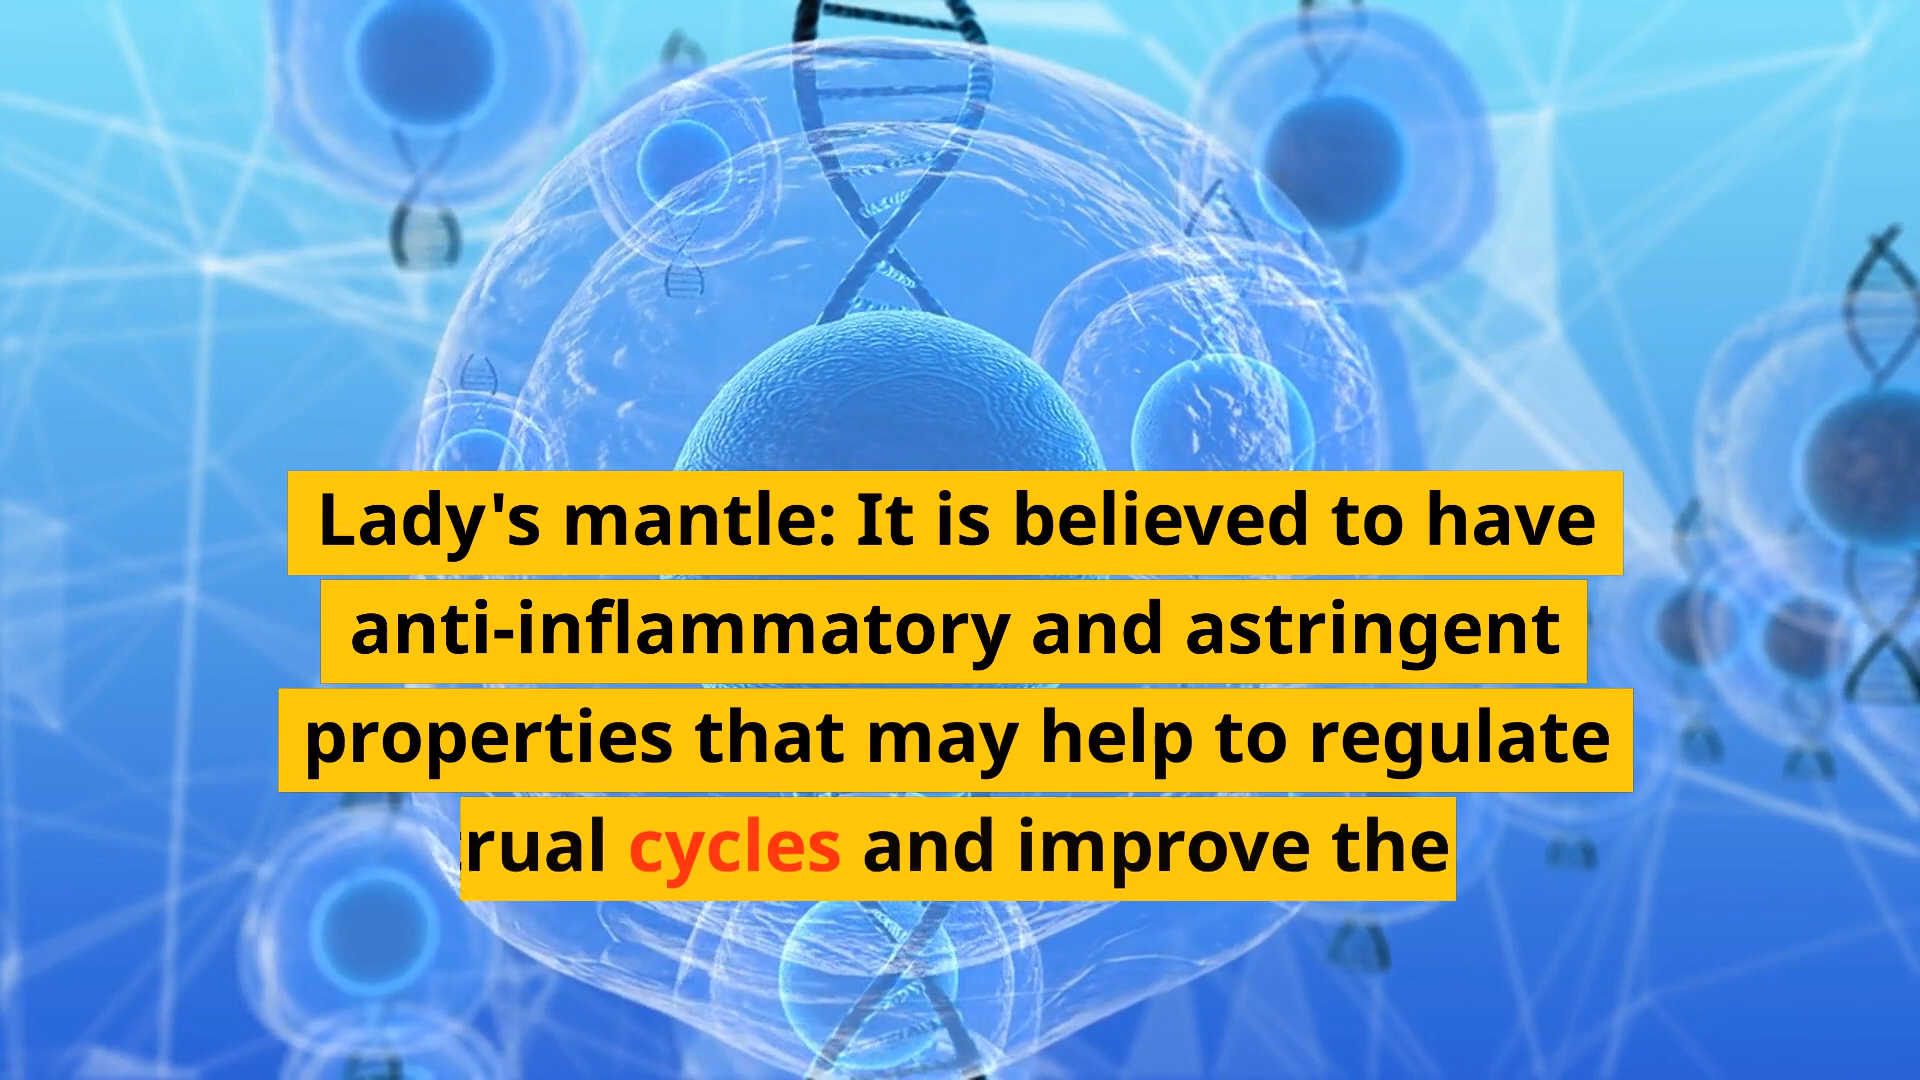 Lady's mantle: It is believed to have
anti-inflammatory and astringent
properties that may help to regulate
rual cycles and improve the